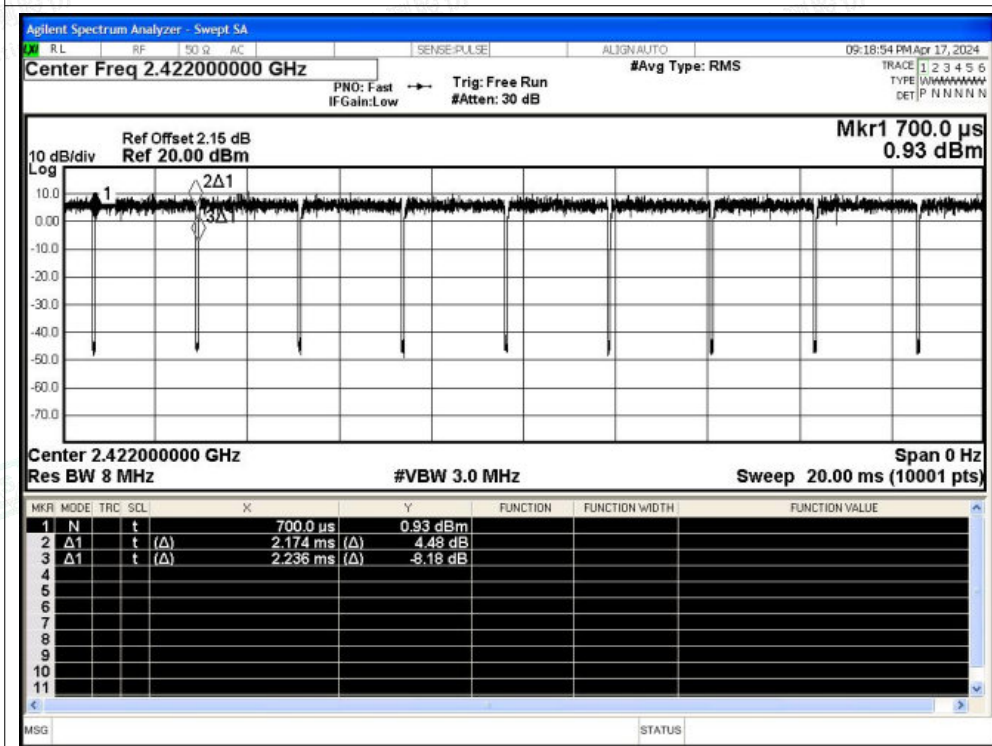 Agilent Spectrum Analyzer - Swept SA
RL RF 50 Ω AC SENSE:PULSE ALIGN AUTO 09:18:54 PM Apr 17, 2024
Center Freq 2.422000000 GHz
#Avg Type: RMS
TRACE 1 2 3 4 5 6
PNO: Fast Trig: Free Run
TYPE WWWWWW
IFGain:Low #Atten: 30 dB
DET P N N N N N
Mkr1 700.0 µs
Ref Offset 2.15 dB
10 dB/div Ref 20.00 dBm
0.93 dBm
Log
2Δ1
10.0
1
3Δ1
0.00
-10.0
-20.0
-30.0
-40.0
-50.0
-60.0
-70.0
Center 2.422000000 GHz Span 0 Hz
Res BW 8 MHz #VBW 3.0 MHz Sweep 20.00 ms (10001 pts)
MKR MODE TRC SCL X Y FUNCTION FUNCTION WIDTH FUNCTION VALUE
1 N t 700.0 µs 0.93 dBm
2 Δ1 t (Δ) 2.174 ms (Δ) 4.48 dB
3 Δ1 t (Δ) 2.236 ms (Δ) -8.18 dB
4
5
6
7
8
9
10
11
MSG STATUS